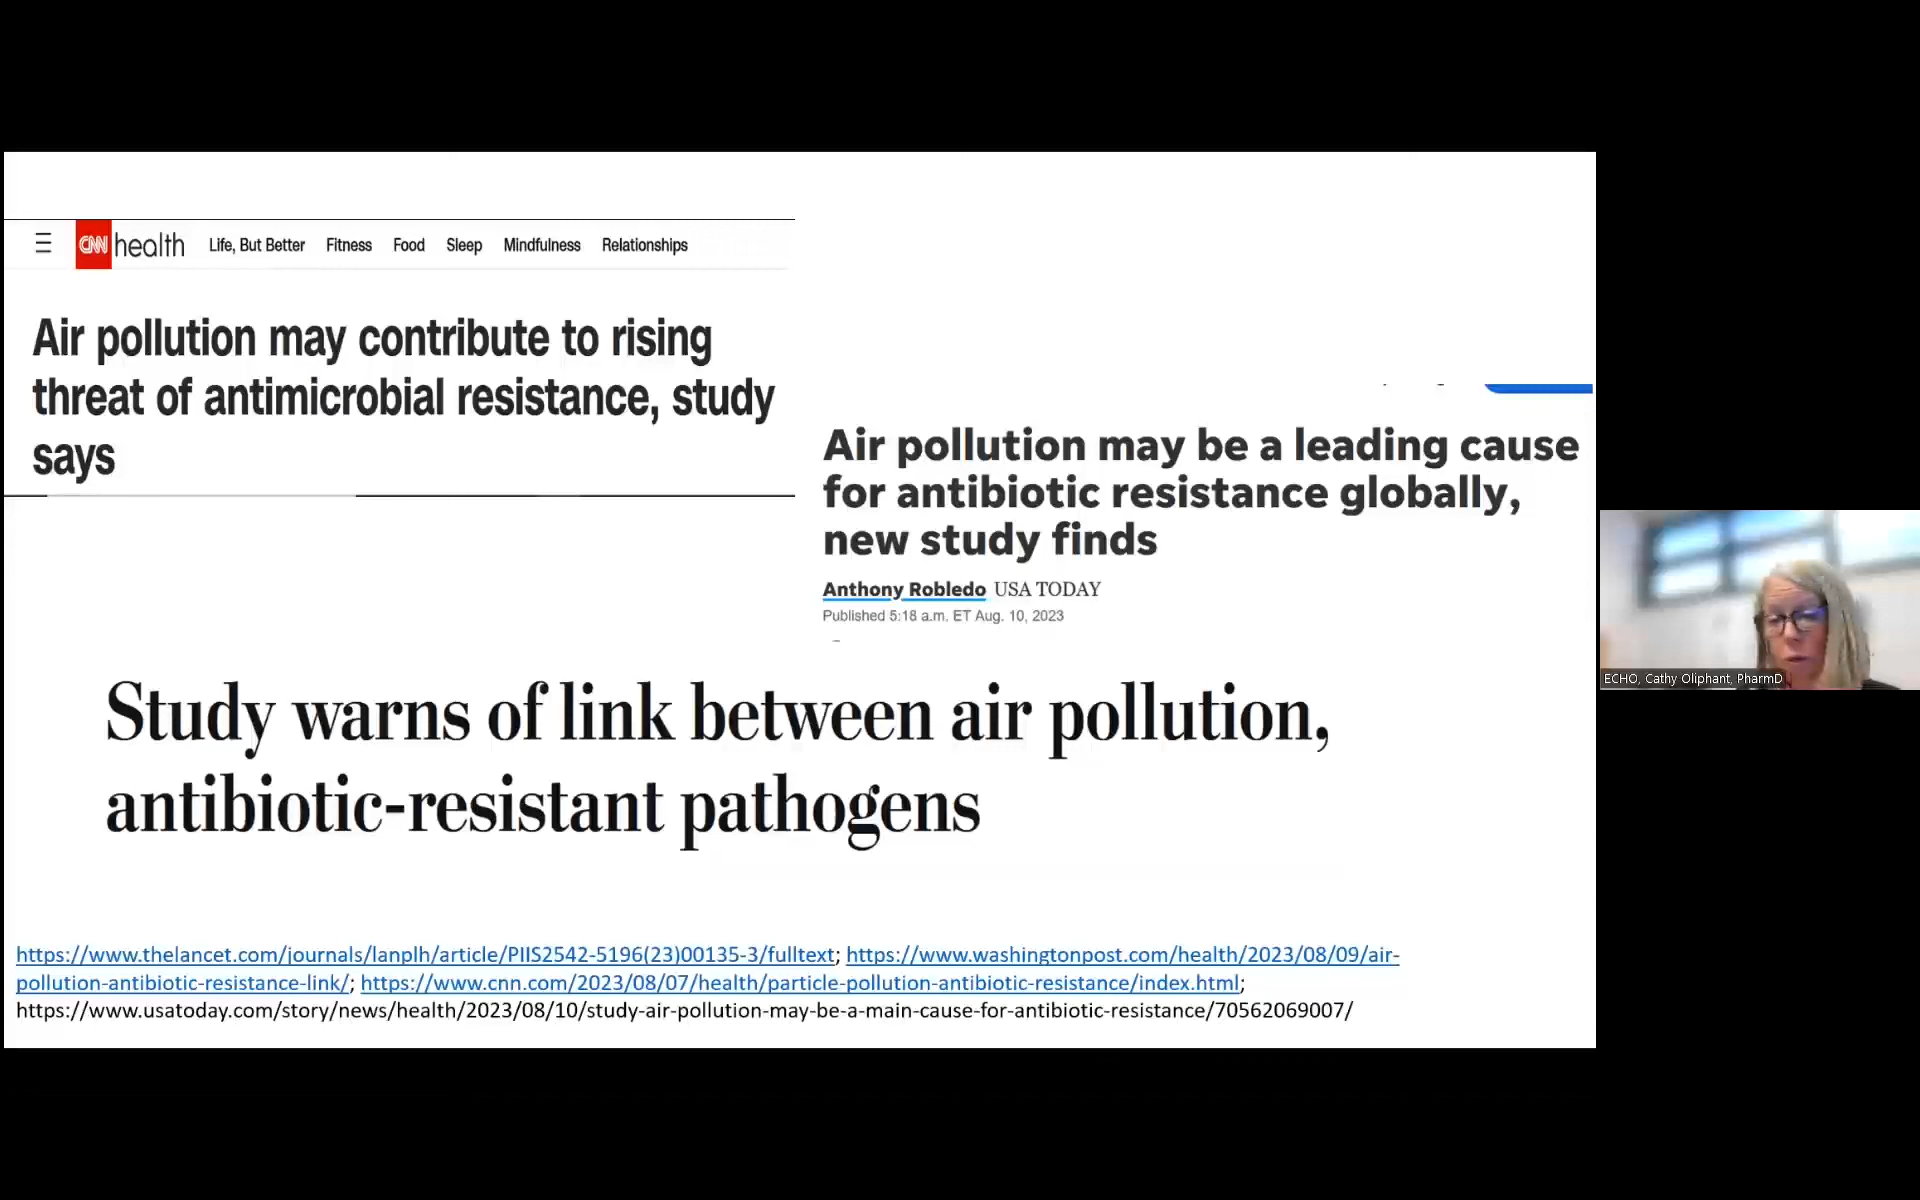 CNN health Life, But Better Fitness Food Sleep Mindfulness Relationships
Air pollution may contribute to rising
threat of antimicrobial resistance, study
says
Air pollution may be a leading cause
for antibiotic resistance globally,
new study finds
Anthony Robledo USA TODAY
Published 5:18 a.m. ET Aug. 10, 2023
Study warns of link between air pollution,
antibiotic-resistant pathogens
https://www.thelancet.com/journals/lanplh/article/PIIS2542-5196(23)00135-3/fulltext; https://www.washingtonpost.com/health/2023/08/09/air-
pollution-antibiotic-resistance-link/; https://www.cnn.com/2023/08/07/health/particle-pollution-antibiotic-resistance/index.html;
https://www.usatoday.com/story/news/health/2023/08/10/study-air-pollution-may-be-a-main-cause-for-antibiotic-resistance/70562069007/
ECHO, Cathy Oliphant, PharmD